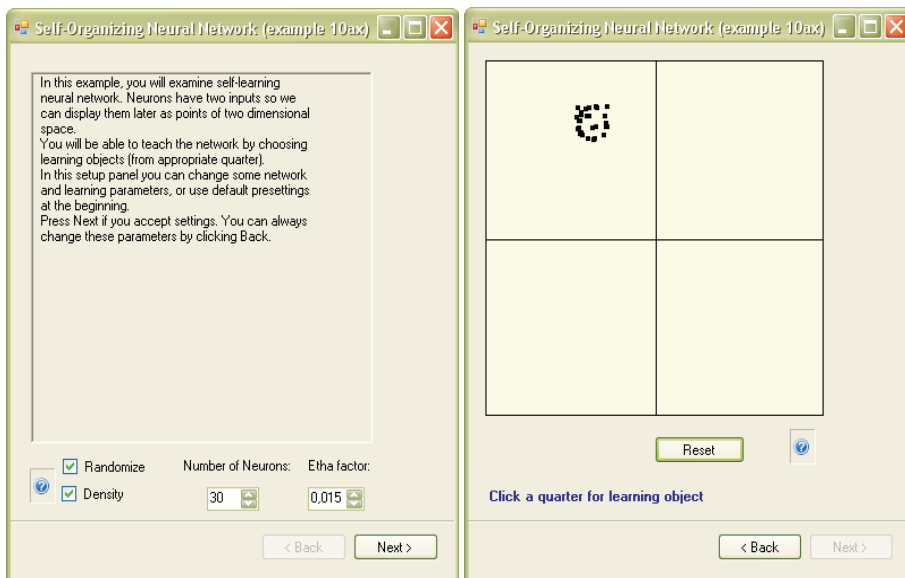 Self-Organizing Neural Network (example 10ax)
In this example, you will examine self-learning
neural network. Neurons have two inputs so we
can display them later as points of two dimensional
space.
You will be able to teach the network by choosing
learning objects (from appropriate quarter).
In this setup panel you can change some network
and learning parameters, or use default presettings
at the beginning.
Press Next if you accept settings. You can always
change these parameters by clicking Back.
Randomize
Density
Number of Neurons:
30
Etha factor:
0,015
< Back
Next >
Self-Organizing Neural Network (example 10ax)
Reset
Click a quarter for learning object
< Back
Next >